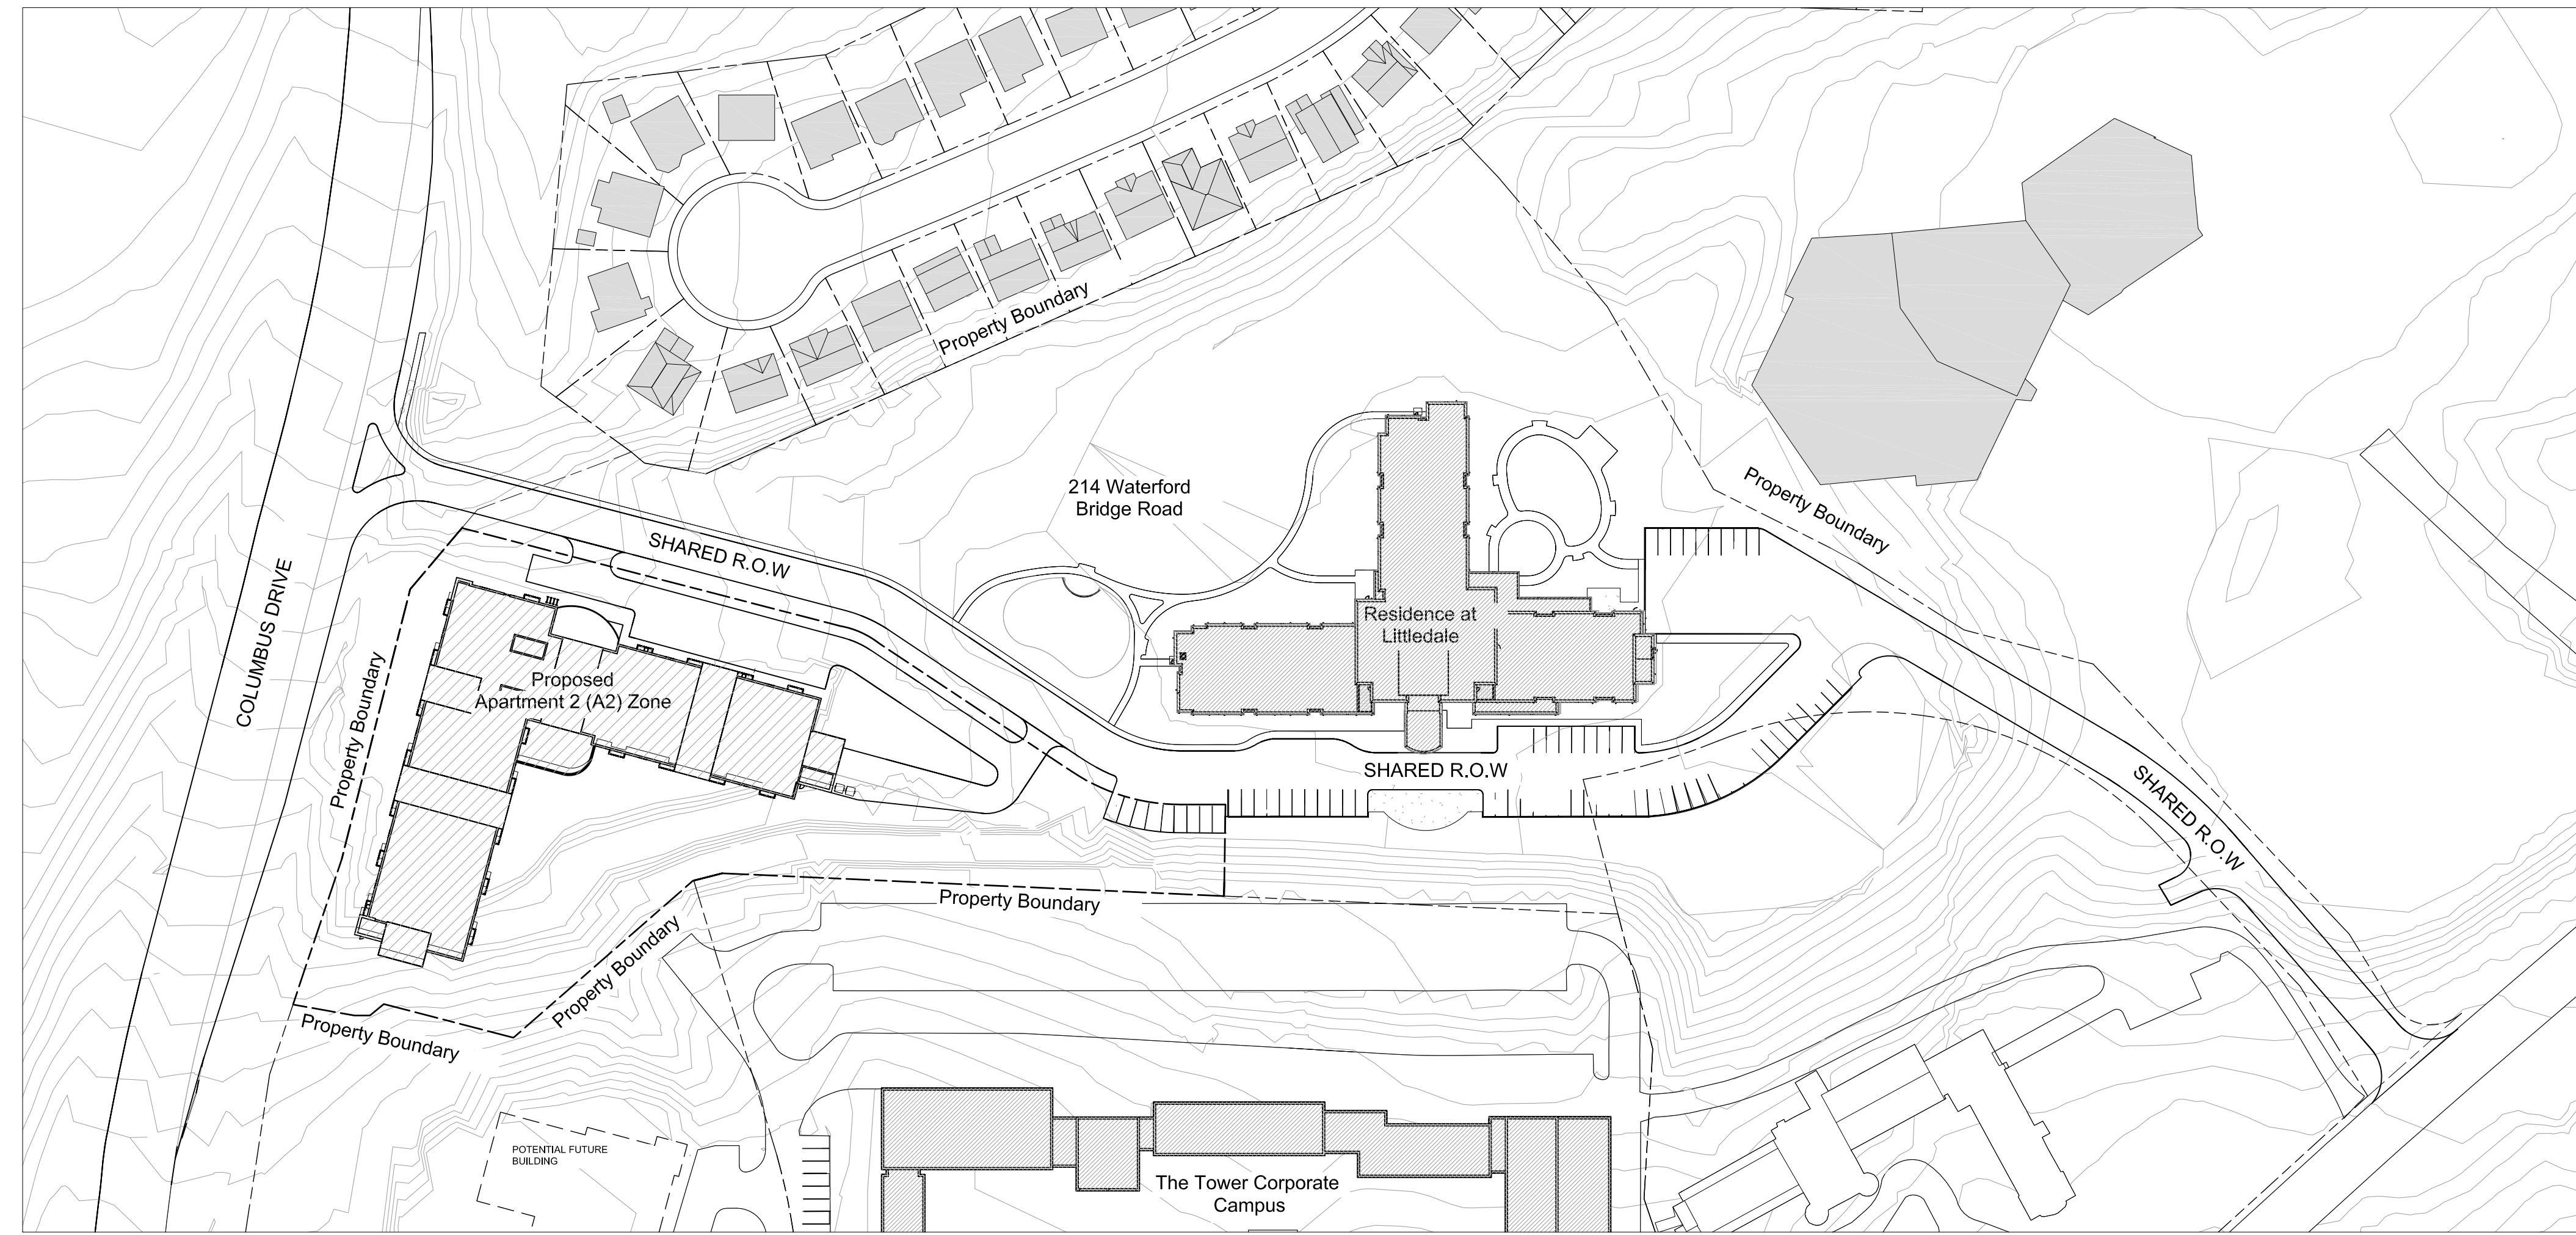 Property Boundary
214 Waterford
Bridge Road
Property Boundary
SHARED R.O.W
COLUMBUS DRIVE
Residence at
Littledale
Proposed
Apartment 2 (A2) Zone
Property Boundary
SHARED R.O.W
SHARED R.O.W
Property Boundary
Property Boundary
Property Boundary
POTENTIAL FUTURE
BUILDING
The Tower Corporate
Campus